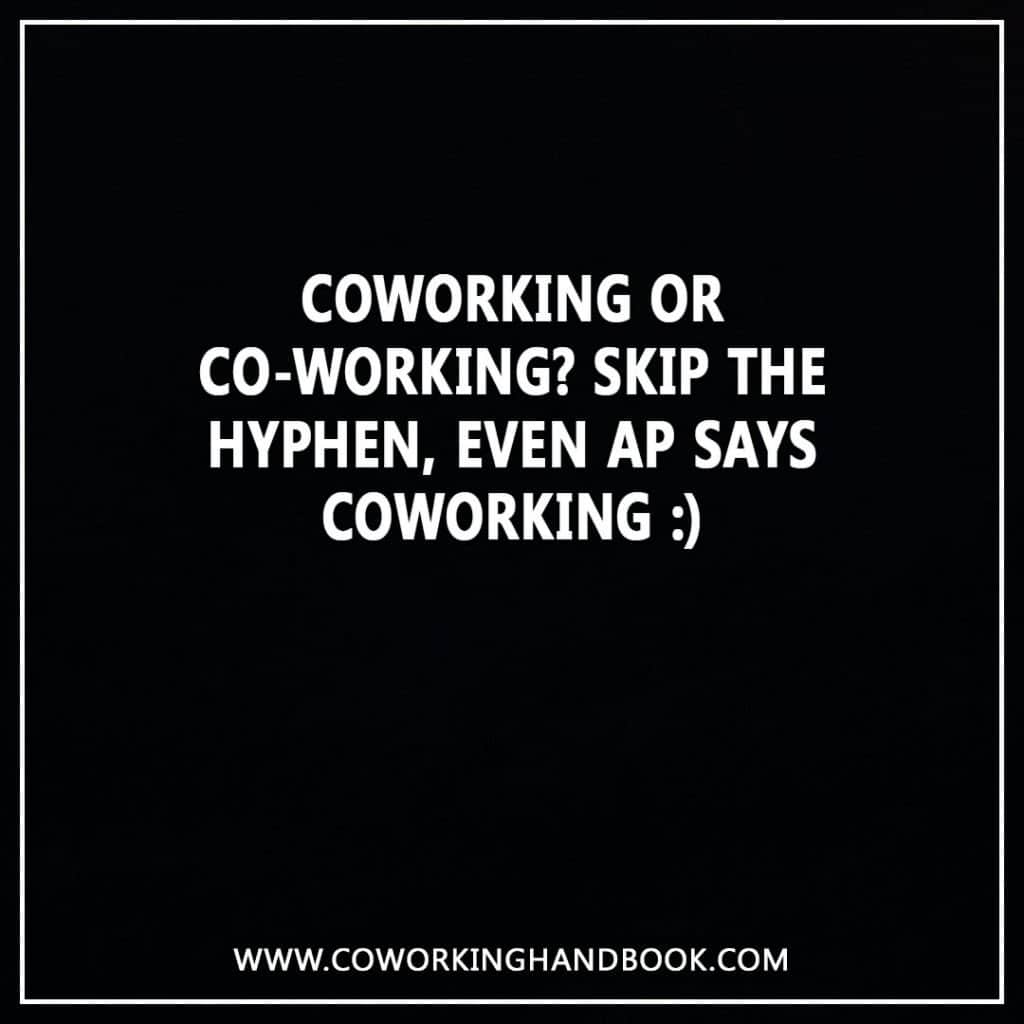 COWORKING OR
CO-WORKING? SKIP THE
HYPHEN, EVEN AP SAYS
COWORKING :)
WWW.COWORKINGHANDBOOK.COM